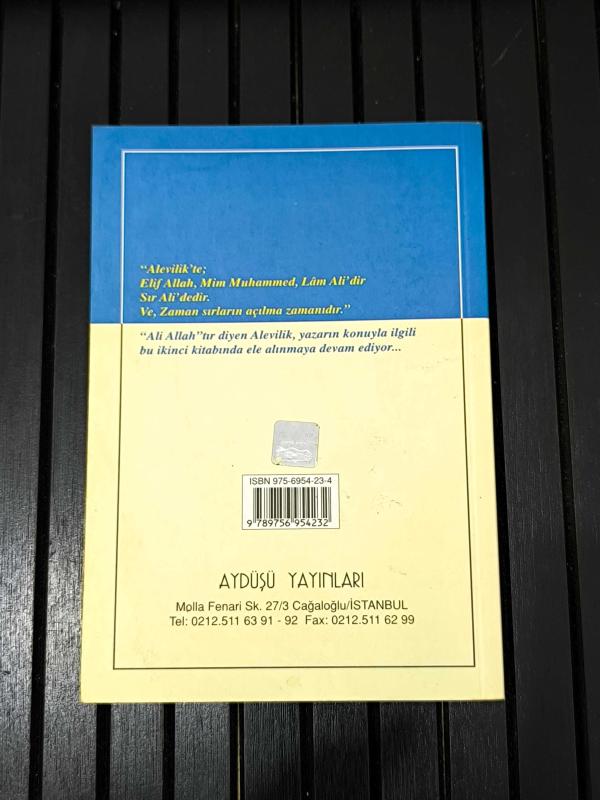 “Alevilik’te;
Elif Allah, Mim Muhammed, Lâm Ali’dir
Sır Ali’dedir.
Ve, Zaman sırların açılma zamanıdır.”
“Ali Allah”tır diyen Alevilik, yazarın konuyla ilgili
bu ikinci kitabında ele alınmaya devam ediyor...
ISBN 975-6954-23-4
9 789756 954232
AYDÜŞÜ YAYINLARI
Molla Fenari Sk. 27/3 Cağaloğlu/İSTANBUL
Tel: 0212.511 63 91 - 92 Fax: 0212.511 62 99